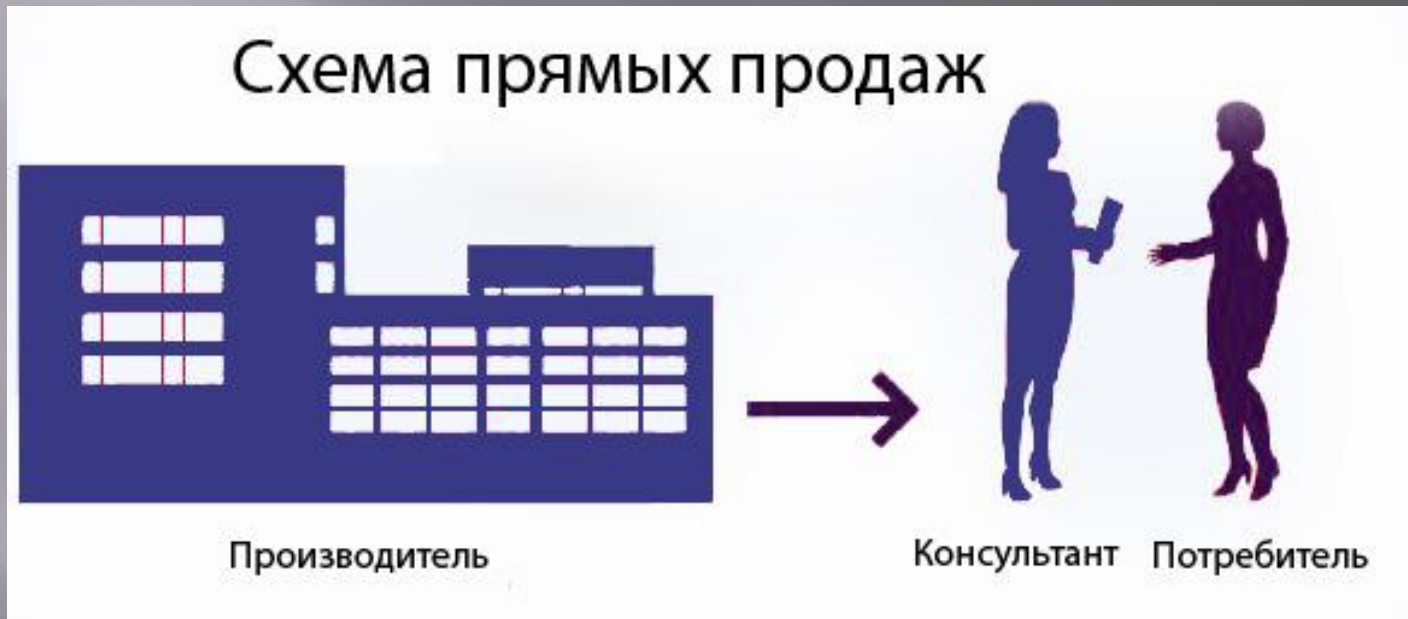 Схема прямых продаж
Производитель
Консультант
Потребитель